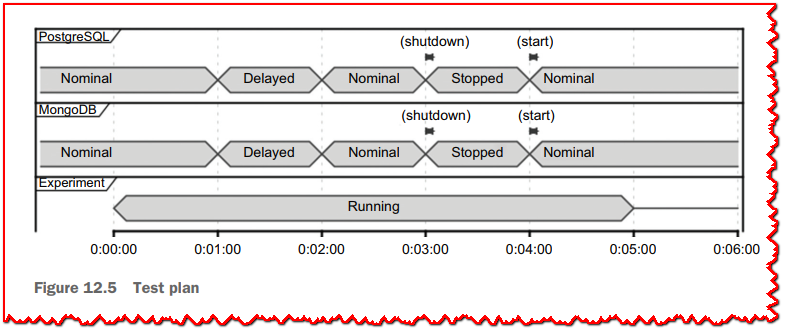 PostgreSQL
(shutdown) (start)
Nominal Delayed Nominal Stopped Nominal
MongoDB
(shutdown) (start)
Nominal Delayed Nominal Stopped Nominal
Experiment
Running
0:00:00 0:01:00 0:02:00 0:03:00 0:04:00 0:05:00 0:06:00
Figure 12.5 Test plan